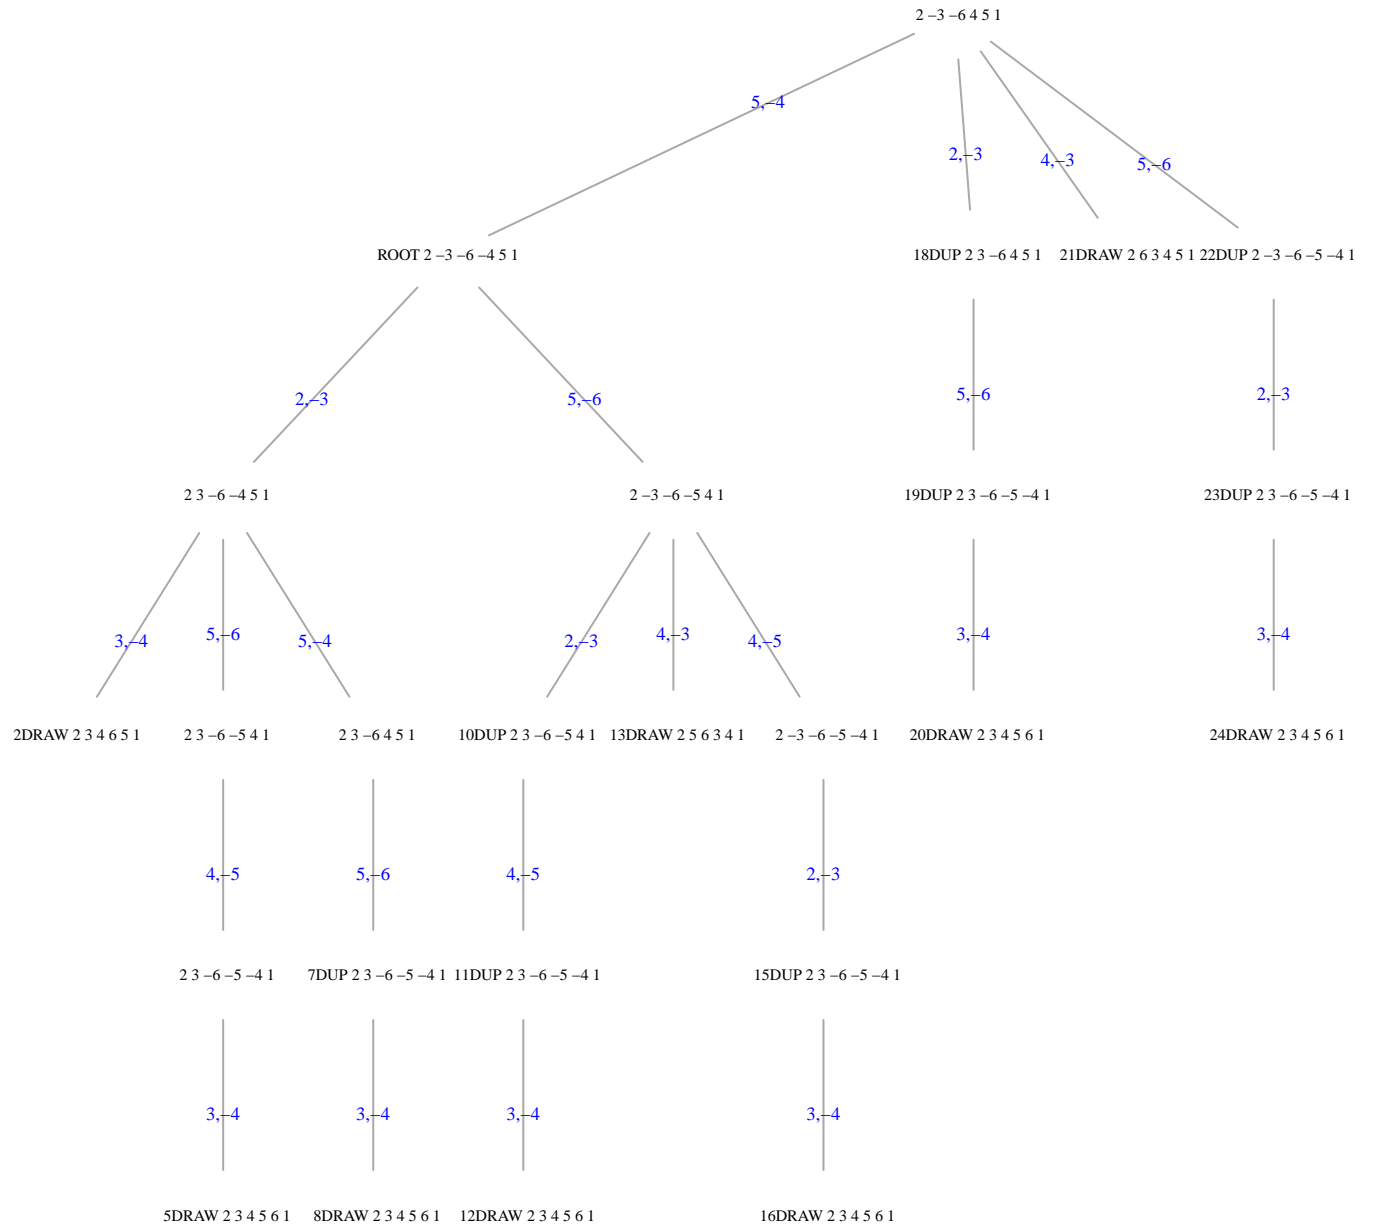 2 −3 −6 4 5 1
5,−4
2,−3
4,−3
5,−6
ROOT 2 −3 −6 −4 5 1
18DUP 2 3 −6 4 5 1
21DRAW 2 6 3 4 5 1
22DUP 2 −3 −6 −5 −4 1
2,−3
5,−6
5,−6
2,−3
2 3 −6 −4 5 1
2 −3 −6 −5 4 1
19DUP 2 3 −6 −5 −4 1
23DUP 2 3 −6 −5 −4 1
3,−4
5,−6
5,−4
2,−3
4,−3
4,−5
3,−4
3,−4
2DRAW 2 3 4 6 5 1
2 3 −6 −5 4 1
2 3 −6 4 5 1
10DUP 2 3 −6 −5 4 1
13DRAW 2 5 6 3 4 1
2 −3 −6 −5 −4 1
20DRAW 2 3 4 5 6 1
24DRAW 2 3 4 5 6 1
4,−5
5,−6
4,−5
2,−3
2 3 −6 −5 −4 1
7DUP 2 3 −6 −5 −4 1
11DUP 2 3 −6 −5 −4 1
15DUP 2 3 −6 −5 −4 1
3,−4
3,−4
3,−4
3,−4
5DRAW 2 3 4 5 6 1
8DRAW 2 3 4 5 6 1
12DRAW 2 3 4 5 6 1
16DRAW 2 3 4 5 6 1